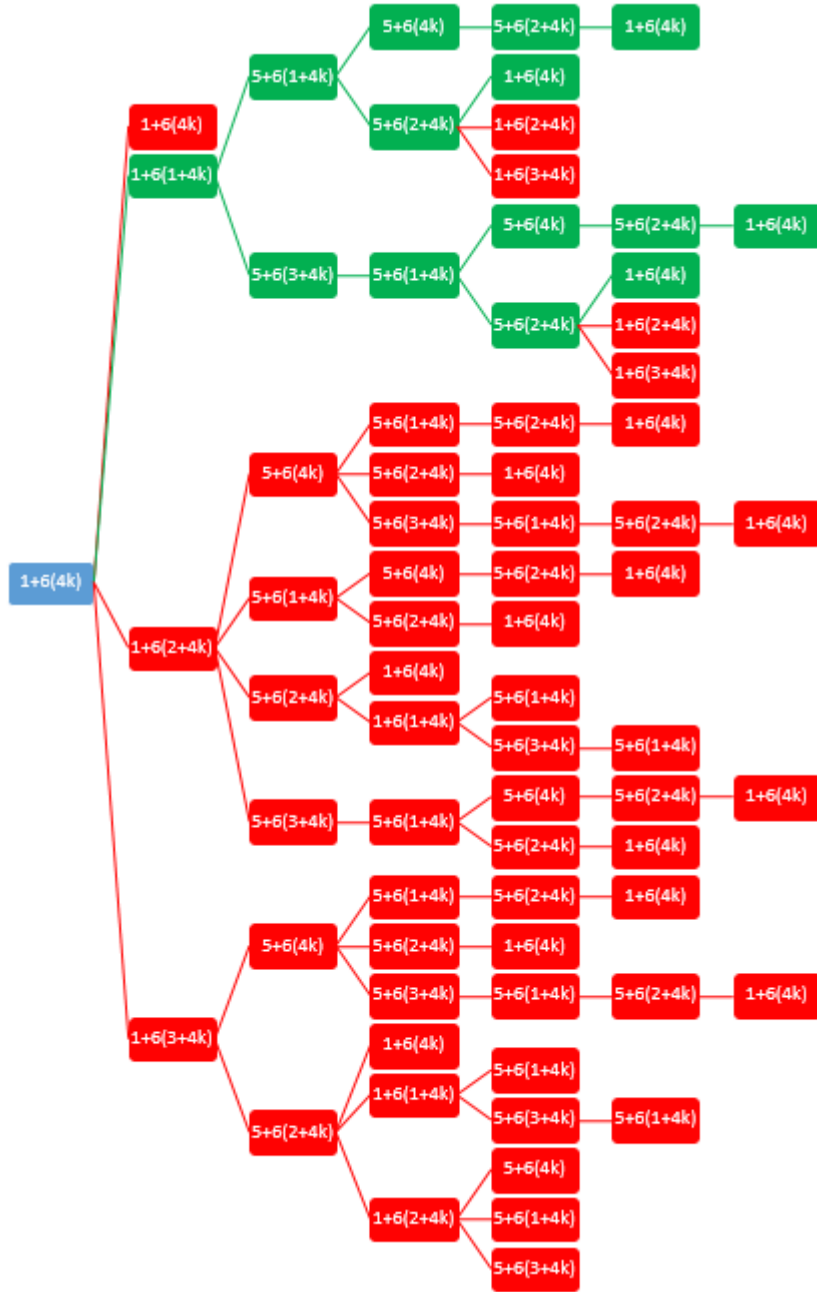 5+6(4k) 5+6(2+4k) 1+6(4k)
5+6(1+4k) 1+6(4k)
1+6(4k) 5+6(2+4k) 1+6(2+4k)
1+6(1+4k) 1+6(3+4k)
5+6(4k) 5+6(2+4k) 1+6(4k)
5+6(3+4k) 5+6(1+4k) 1+6(4k)
5+6(2+4k) 1+6(2+4k)
1+6(3+4k)
5+6(1+4k) 5+6(2+4k) 1+6(4k)
5+6(4k) 5+6(2+4k) 1+6(4k)
5+6(3+4k) 5+6(1+4k) 5+6(2+4k) 1+6(4k)
1+6(4k) 5+6(1+4k) 5+6(4k) 5+6(2+4k) 1+6(4k)
5+6(2+4k) 1+6(4k)
1+6(2+4k) 1+6(4k)
5+6(2+4k) 5+6(1+4k)
1+6(1+4k)
5+6(3+4k) 5+6(1+4k)
5+6(4k) 5+6(2+4k) 1+6(4k)
5+6(3+4k) 5+6(1+4k)
5+6(2+4k) 1+6(4k)
5+6(1+4k) 5+6(2+4k) 1+6(4k)
5+6(4k) 5+6(2+4k) 1+6(4k)
5+6(3+4k) 5+6(1+4k) 5+6(2+4k) 1+6(4k)
1+6(3+4k) 1+6(4k)
5+6(1+4k)
1+6(1+4k)
5+6(2+4k) 5+6(3+4k) 5+6(1+4k)
5+6(4k)
1+6(2+4k) 5+6(1+4k)
5+6(3+4k)